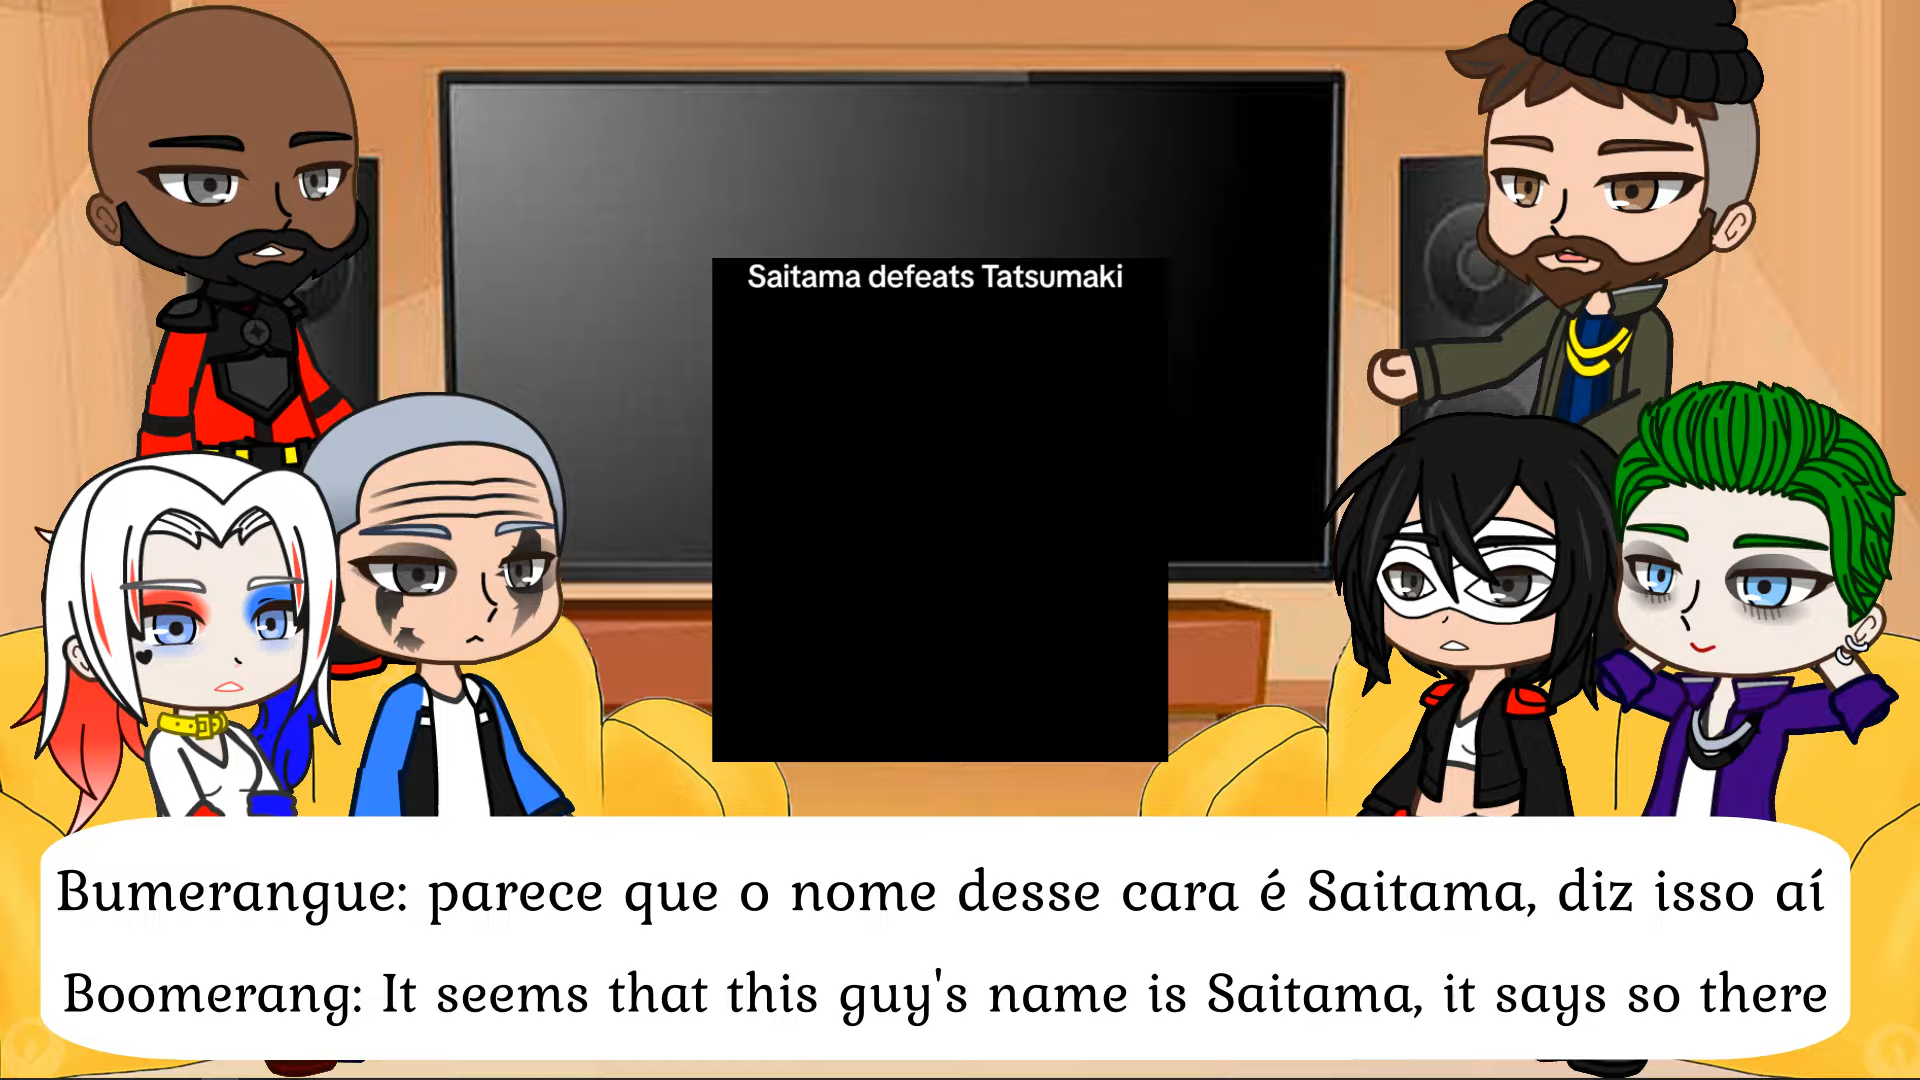 Saitama defeats Tatsumaki
Bumerangue: parece que o nome desse cara é Saitama, diz isso aí
Boomerang: It seems that this guy's name is Saitama, it says so there